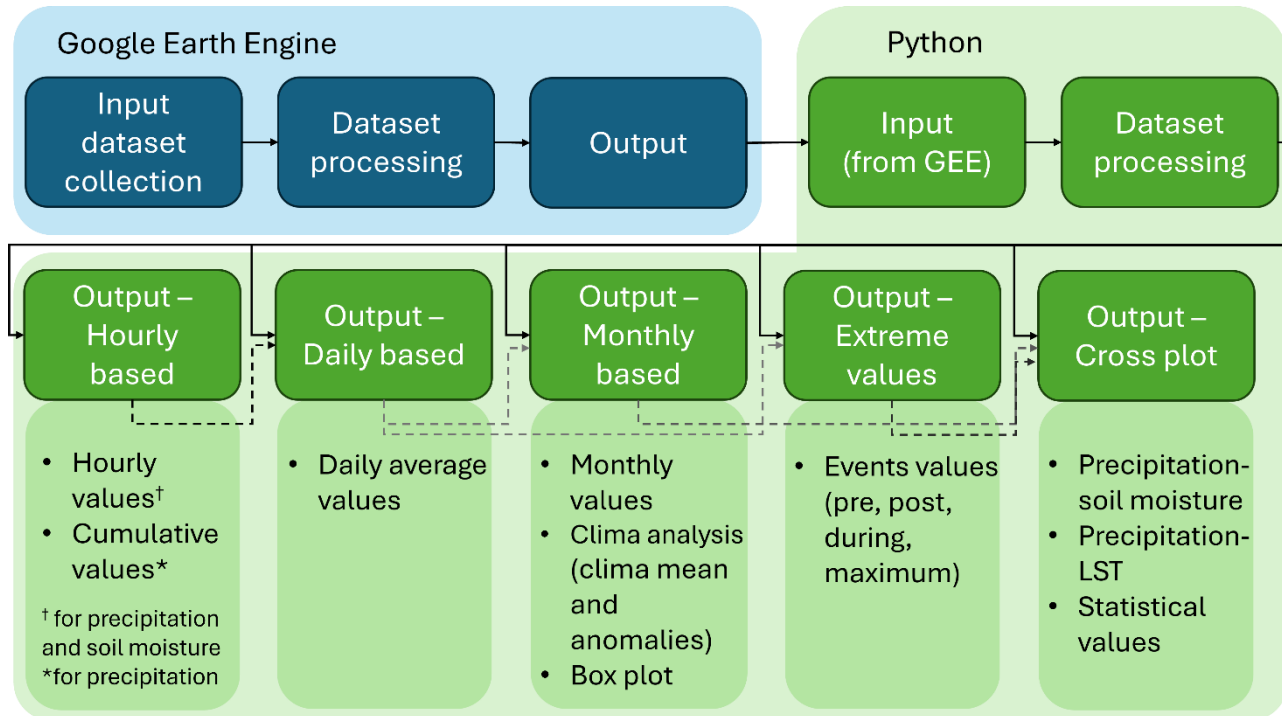 Google Earth Engine
Python
Input
dataset
collection
Dataset
processing
Output
Input
(from GEE)
Dataset
processing
Output –
Hourly
based
Output –
Daily based
Output –
Monthly
based
Output –
Extreme
values
Output –
Cross plot
• Hourly
values†
• Cumulative
values*
† for precipitation
and soil moisture
*for precipitation
• Daily average
values
• Monthly
values
• Clima analysis
(clima mean
and
anomalies)
• Box plot
• Events values
(pre, post,
during,
maximum)
• Precipitation-
soil moisture
• Precipitation-
LST
• Statistical
values